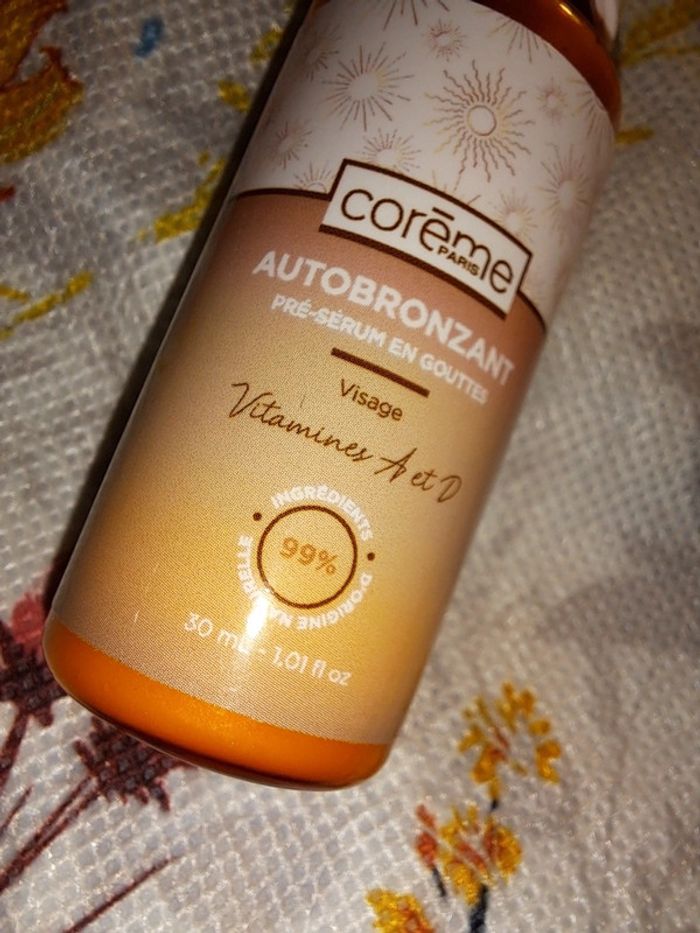 corēme
PARIS
AUTOBRONZANT
PRÉ-SÉRUM EN GOUTTES
Visage
Vitamines A et D
INGRÉDIENTS
D'ORIGINE NATURELLE
99%
30 mL - 1,01 fl oz